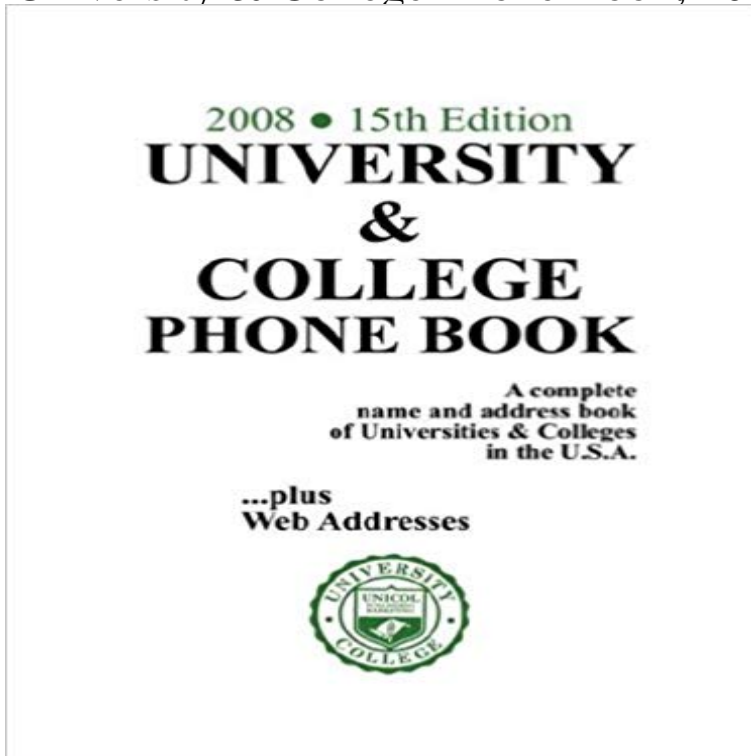 2008 • 15th Edition
UNIVERSITY
&
COLLEGE
PHONE BOOK
A complete
name and address book
of Universities & Colleges
in the U.S.A.
...plus
Web Addresses
UNIVERSITY
UNICOL
COLLEGE